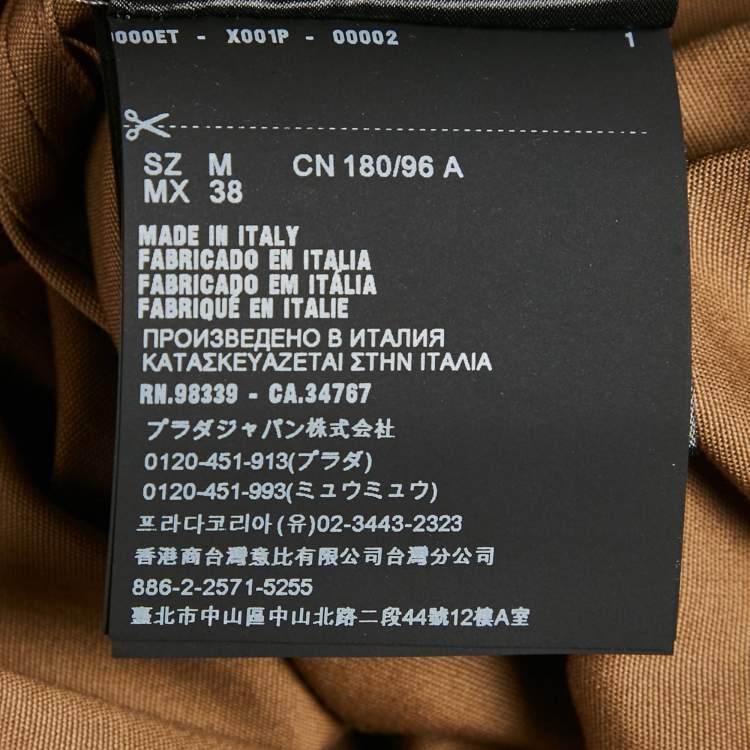 000ET - X001P - 00002 1
SZ M CN 180/96 A
MX 38
MADE IN ITALY
FABRICADO EN ITALIA
FABRICADO EM ITÁLIA
FABRIQUÉ EN ITALIE
ПРОИЗВЕДЕНО В ИТАЛИЯ
ΚΑΤΑΣΚΕΥΑΖΕΤΑΙ ΣΤΗΝ ΙΤΑΛΙΑ
RN.98339 - CA.34767
プラダジャパン株式会社
0120-451-913(プラダ)
0120-451-993(ミュウミュウ)
프라다코리아(유)02-3443-2323
香港商台灣意比有限公司台灣分公司
886-2-2571-5255
臺北市中山區中山北路二段44號12樓A室